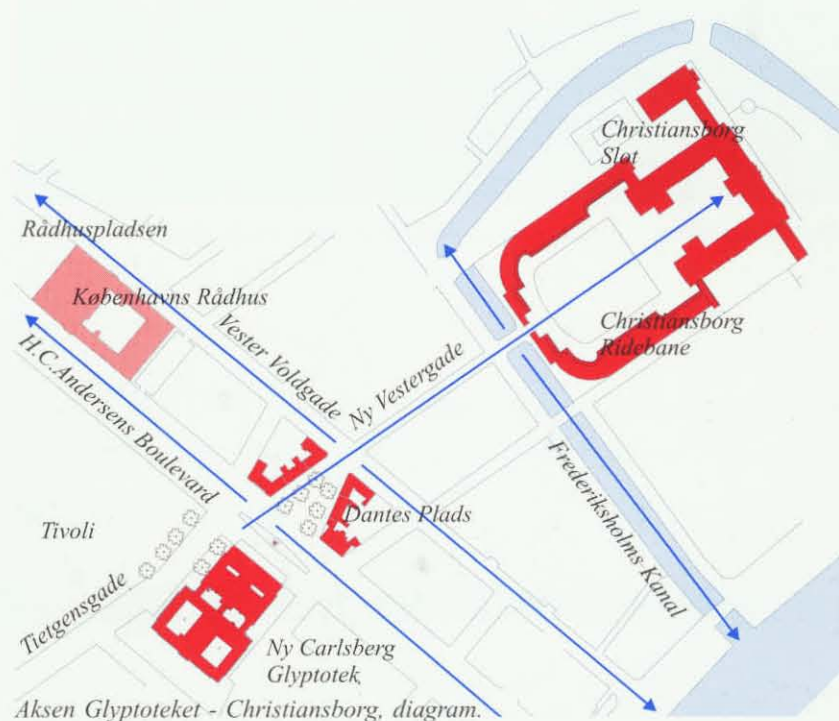 Christiansborg
Slot
Rådhuspladsen
Københavns Rådhus
Vester Voldgade
Ny Vestergade
Christiansborg
Ridebane
H.C.Andersens Boulevard
Frederiksholms Kanal
Dantes Plads
Tivoli
Tietgensgade
Ny Carlsberg
Glyptotek
Aksen Glyptoteket - Christiansborg, diagram.